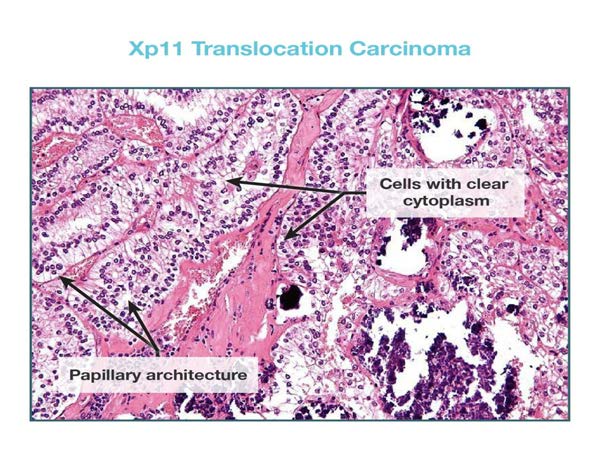 Xp11 Translocation Carcinoma
Cells with clear
cytoplasm
Papillary architecture